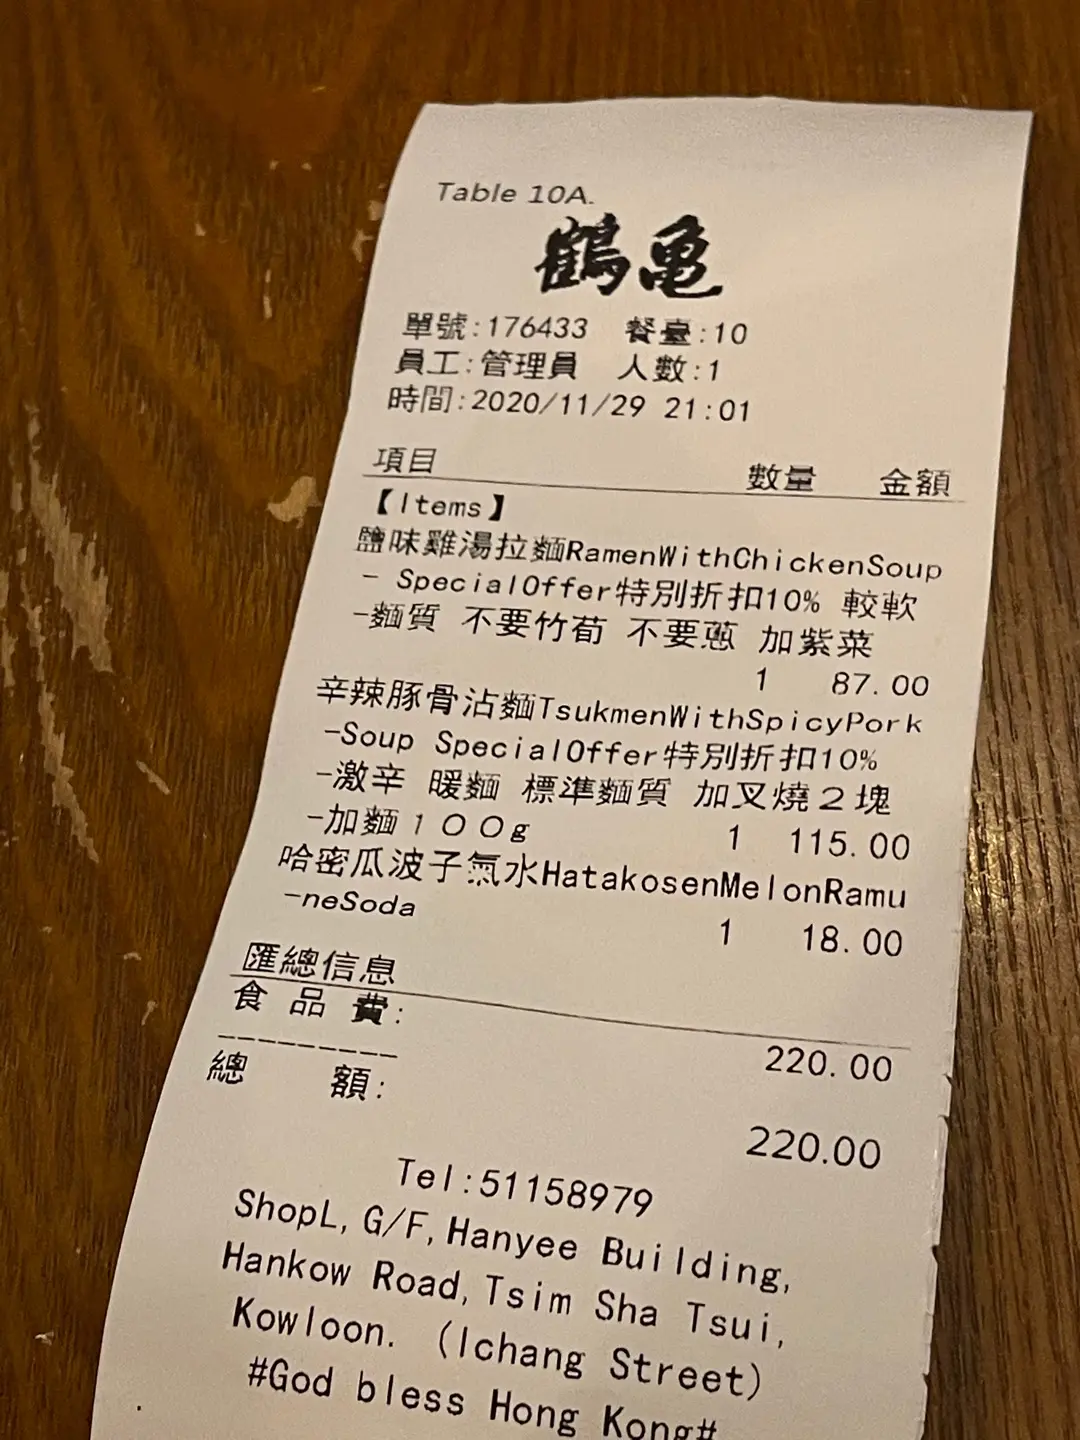 Table 10A.
鶴亀
單號:176433 餐臺:10
員工:管理員 人數:1
時間:2020/11/29 21:01
項目 數量 金額
【Items】
鹽味雞湯拉麵RamenWithChickenSoup
- SpecialOffer特別折扣10% 較軟
-麵質 不要竹荀 不要蔥 加紫菜
1 87.00
辛辣豚骨沾麵TsukmenWithSpicyPork
-Soup SpecialOffer特別折扣10%
-激辛 暖麵 標準麵質 加叉燒2塊
-加麵100g 1 115.00
哈密瓜波子氣水HatakosenMelonRamu
-neSoda 1 18.00
匯總信息
食 品 費:
220.00
---------
總 額:
220.00
Tel:51158979
ShopL, G/F, Hanyee Building,
Hankow Road, Tsim Sha Tsui,
Kowloon. (Ichang Street)
#God bless Hong Kong#